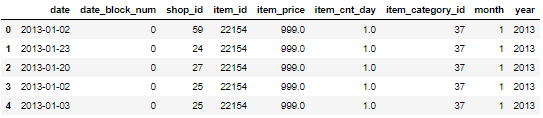 date date_block_num shop_id item_id item_price item_cnt_day item_category_id month year
0 2013-01-02 0 59 22154 999.0 1.0 37 1 2013
1 2013-01-23 0 24 22154 999.0 1.0 37 1 2013
2 2013-01-20 0 27 22154 999.0 1.0 37 1 2013
3 2013-01-02 0 25 22154 999.0 1.0 37 1 2013
4 2013-01-03 0 25 22154 999.0 1.0 37 1 2013